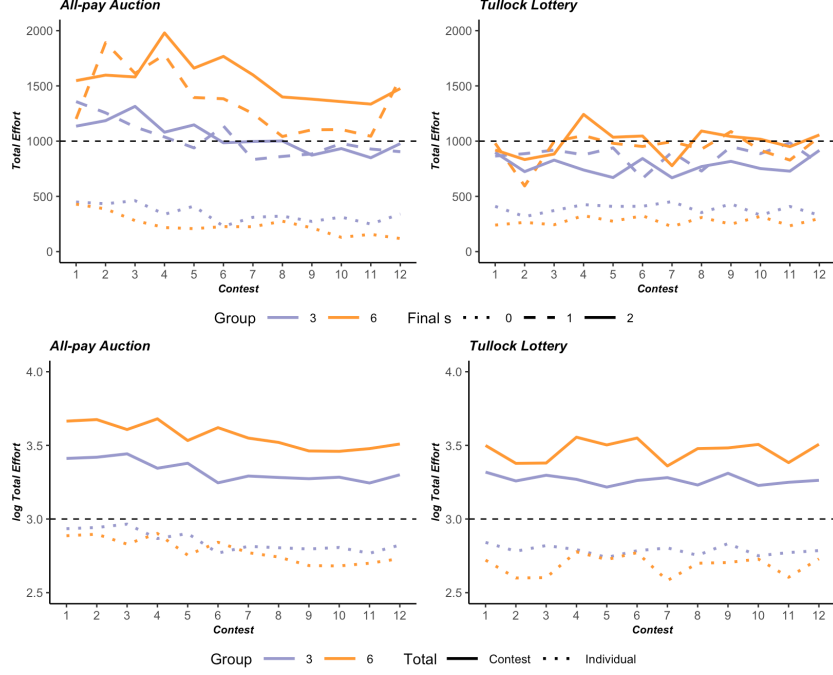 All-pay Auction
Tullock Lottery
2000
1500
1000
500
0
Total Effort
1 2 3 4 5 6 7 8 9 10 11 12
Contest
2000
1500
1000
500
0
Total Effort
1 2 3 4 5 6 7 8 9 10 11 12
Contest
Group 3 6 Final s 0 1 2
All-pay Auction
Tullock Lottery
4.0
3.5
3.0
2.5
log Total Effort
1 2 3 4 5 6 7 8 9 10 11 12
Contest
4.0
3.5
3.0
2.5
log Total Effort
1 2 3 4 5 6 7 8 9 10 11 12
Contest
Group 3 6 Total Contest Individual